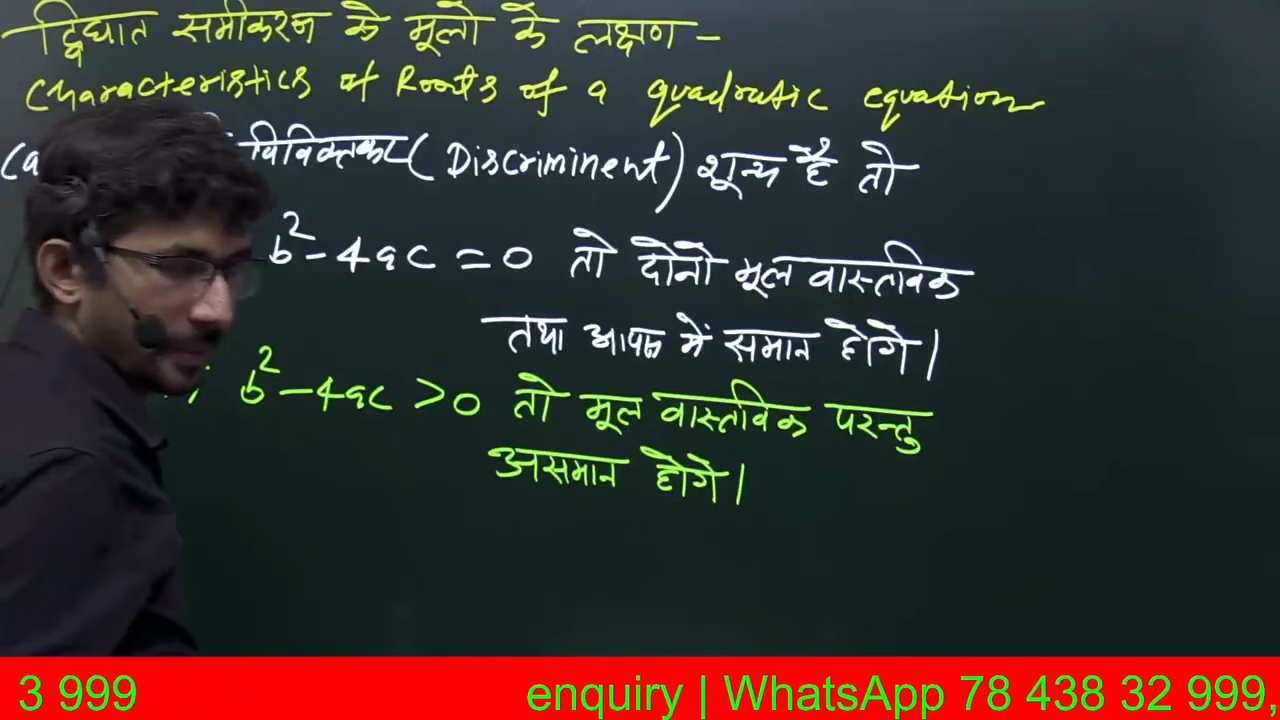 द्विघात समीकरण के मूलों के लक्षण -
Characteristics of Roots of a quadratic equation
(a विविक्तकर (Discriminent) शून्य है तो
b²-4ac = 0 तो दोनों मूल वास्तविक
तथा आपस में समान होंगे।
b²-4ac > 0 तो मूल वास्तविक परन्तु
असमान होंगे।
3 999 enquiry | WhatsApp 78 438 32 999,